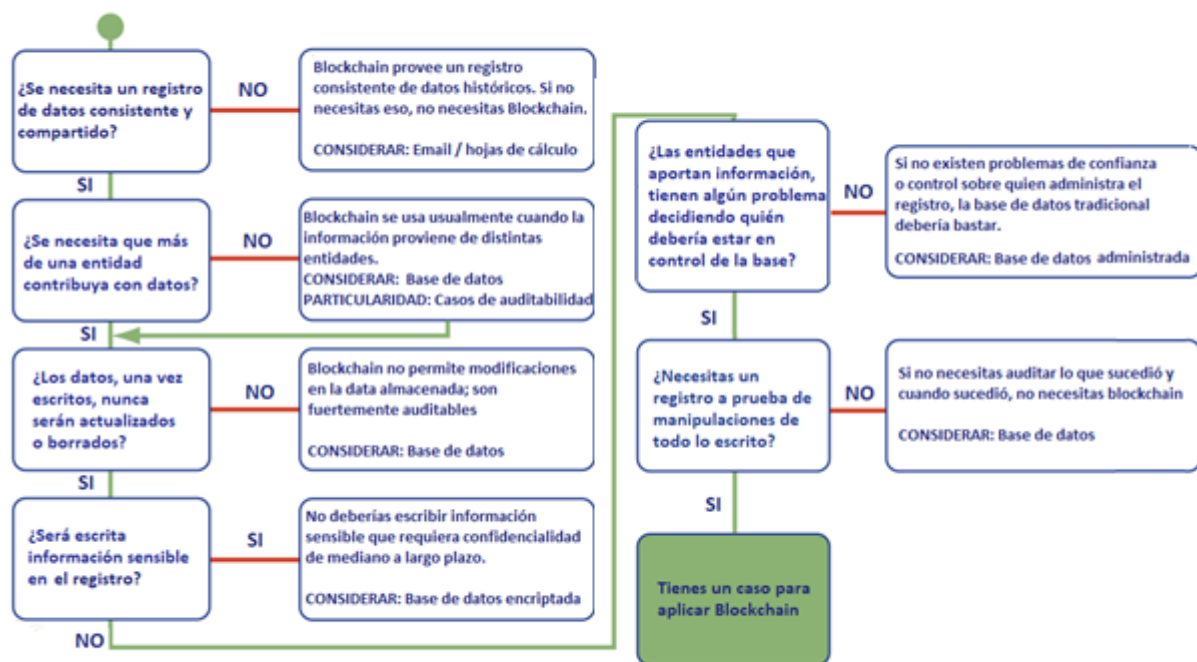 ¿Se necesita un registro
de datos consistente y
compartido?
NO
Blockchain provee un registro
consistente de datos históricos. Si no
necesitas eso, no necesitas Blockchain.
CONSIDERAR: Email / hojas de cálculo
SI
¿Se necesita que más
de una entidad
contribuya con datos?
NO
Blockchain se usa usualmente cuando la
información proviene de distintas
entidades.
CONSIDERAR: Base de datos
PARTICULARIDAD: Casos de auditabilidad
SI
¿Los datos, una vez
escritos, nunca
serán actualizados
o borrados?
NO
Blockchain no permite modificaciones
en la data almacenada; son
fuertemente auditables
CONSIDERAR: Base de datos
SI
¿Será escrita
información sensible
en el registro?
SI
No deberías escribir información
sensible que requiera confidencialidad
de mediano a largo plazo.
CONSIDERAR: Base de datos encriptada
NO
¿Las entidades que
aportan información,
tienen algún problema
decidiendo quién
debería estar en
control de la base?
NO
Si no existen problemas de confianza
o control sobre quien administra el
registro, la base de datos tradicional
debería bastar.
CONSIDERAR: Base de datos administrada
SI
¿Necesitas un
registro a prueba de
manipulaciones de
todo lo escrito?
NO
Si no necesitas auditar lo que sucedió y
cuando sucedió, no necesitas blockchain
CONSIDERAR: Base de datos
SI
Tienes un caso para
aplicar Blockchain